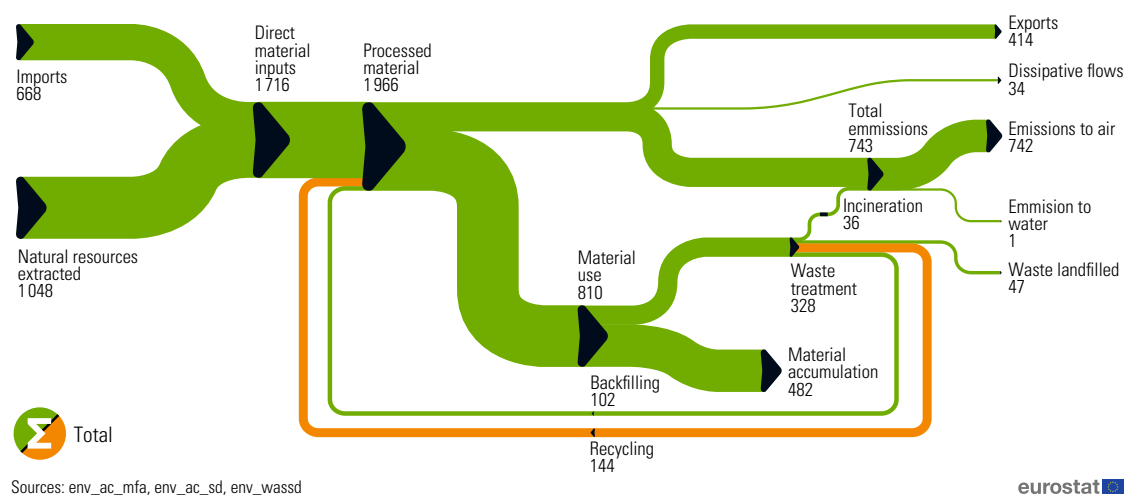 Imports
668
Natural resources
extracted
1 048
Direct
material
inputs
1 716
Processed
material
1 966
Exports
414
Dissipative flows
34
Total
emmissions
743
Emissions to air
742
Incineration
36
Emmision to
water
1
Material
use
810
Waste
treatment
328
Waste landfilled
47
Material
accumulation
482
Backfilling
102
Recycling
144
Σ Total
Sources: env_ac_mfa, env_ac_sd, env_wassd
eurostat